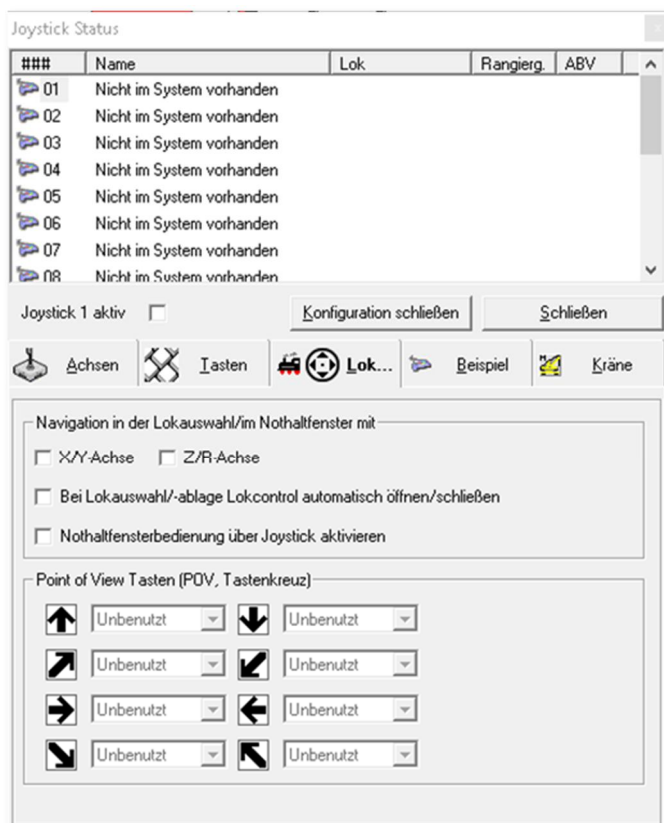 Joystick Status
### Name Lok Rangierg. ABV
01 Nicht im System vorhanden
02 Nicht im System vorhanden
03 Nicht im System vorhanden
04 Nicht im System vorhanden
05 Nicht im System vorhanden
06 Nicht im System vorhanden
07 Nicht im System vorhanden
08 Nicht im System vorhanden
Joystick 1 aktiv Konfiguration schließen Schließen
Achsen Tasten Lok... Beispiel Kräne
Navigation in der Lokauswahl/im Nothaltfenster mit
X/Y-Achse Z/R-Achse
Bei Lokauswahl/-ablage Lokcontrol automatisch öffnen/schließen
Nothaltfensterbedienung über Joystick aktivieren
Point of View Tasten (POV, Tastenkreuz)
Unbenutzt Unbenutzt
Unbenutzt Unbenutzt
Unbenutzt Unbenutzt
Unbenutzt Unbenutzt